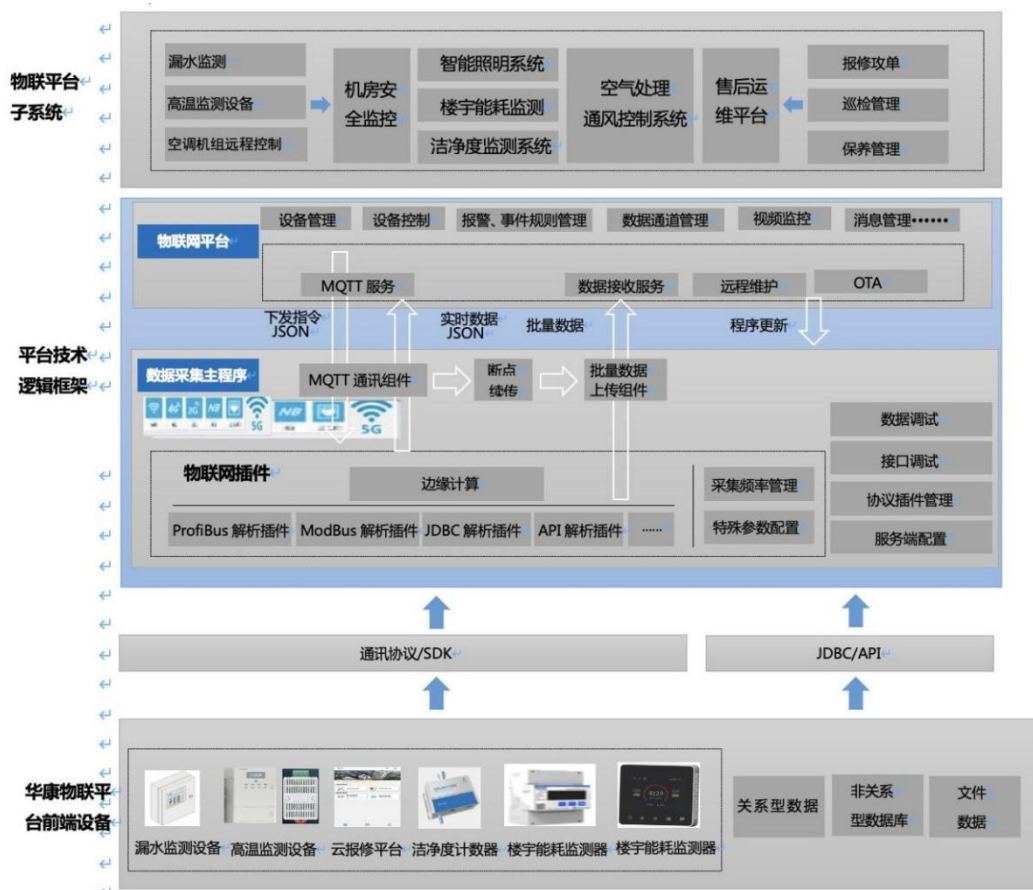 物联平台
子系统
漏水监测
高温监测设备
空调机组远程控制
机房安
全监控
智能照明系统
楼宇能耗监测
洁净度监测系统
空气处理
通风控制系统
售后运
维平台
报修攻单
巡检管理
保养管理
平台技术
逻辑框架
物联网平台
设备管理
设备控制
报警、事件规则管理
数据通道管理
视频监控
消息管理••••••
MQTT 服务
数据接收服务
远程维护
OTA
下发指令
JSON
实时数据
JSON
批量数据
程序更新
数据采集主程序
MQTT 通讯组件
断点
续传
批量数据
上传组件
5G
5G
物联网插件
边缘计算
ProfiBus 解析插件
ModBus 解析插件
JDBC 解析插件
API 解析插件
......
采集频率管理
特殊参数配置
数据调试
接口调试
协议插件管理
服务端配置
通讯协议/SDK
JDBC/API
华康物联平
台前端设备
漏水监测设备
高温监测设备
云报修平台
洁净度计数器
楼宇能耗监测器
楼宇能耗监测器
关系型数据
非关系
型数据库
文件
数据